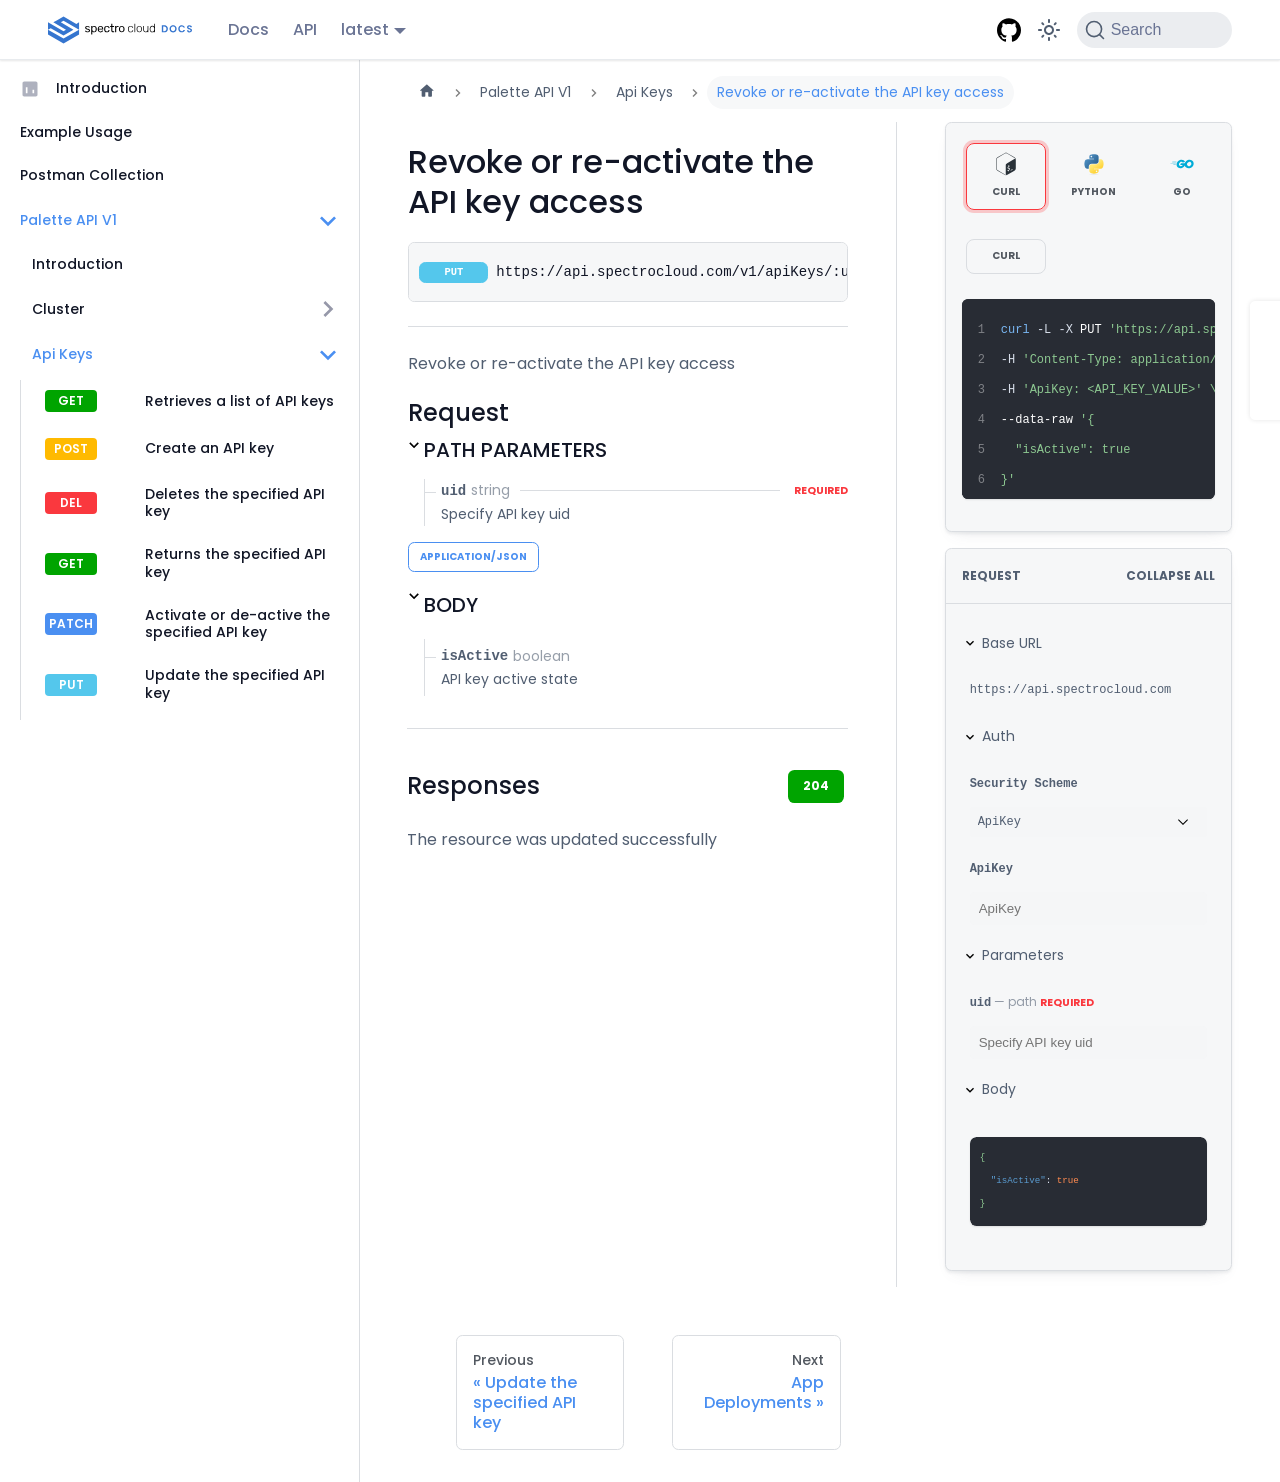 spectro cloud DOCS
Docs
API
latest
Search
Introduction
Example Usage
Postman Collection
Palette API V1
Introduction
Cluster
Api Keys
GET Retrieves a list of API keys
POST Create an API key
DEL Deletes the specified API
key
GET Returns the specified API
key
PATCH Activate or de-active the
specified API key
PUT Update the specified API
key
Palette API V1
Api Keys
Revoke or re-activate the API key access
Revoke or re-activate the
API key access
PUT https://api.spectrocloud.com/v1/apiKeys/:u
Revoke or re-activate the API key access
Request
PATH PARAMETERS
uid string REQUIRED
Specify API key uid
APPLICATION/JSON
BODY
isActive boolean
API key active state
Responses
204
The resource was updated successfully
CURL
PYTHON
GO
CURL
1 curl -L -X PUT 'https://api.sp
2 -H 'Content-Type: application/
3 -H 'ApiKey: <API_KEY_VALUE>' \
4 --data-raw '{
5 "isActive": true
6 }'
REQUEST
COLLAPSE ALL
Base URL
https://api.spectrocloud.com
Auth
Security Scheme
ApiKey
ApiKey
ApiKey
Parameters
uid — path REQUIRED
Specify API key uid
Body
{
"isActive": true
}
Previous
« Update the
specified API
key
Next
App
Deployments »